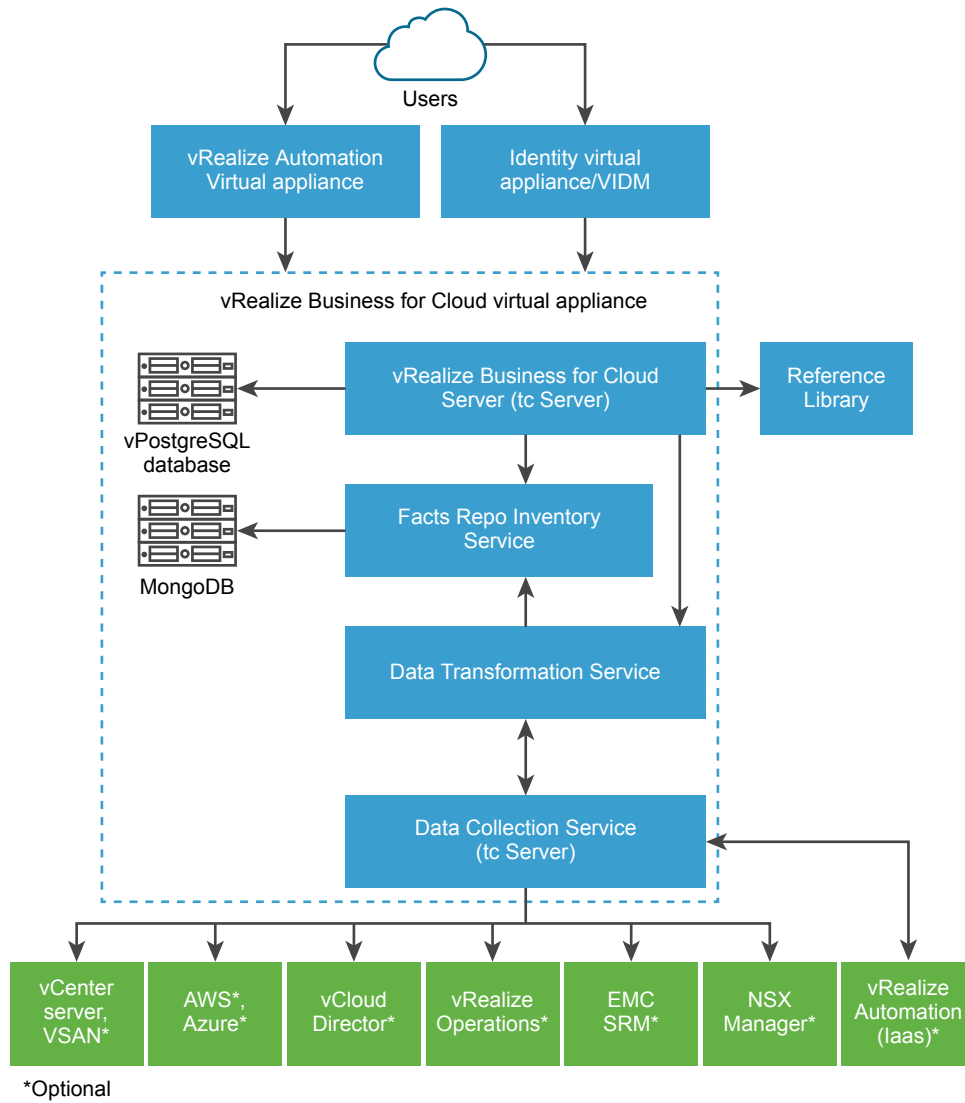 Users
vRealize Automation
Virtual appliance
Identity virtual
appliance/VIDM
vRealize Business for Cloud virtual appliance
vRealize Business for Cloud
Server (tc Server)
Reference
Library
vPostgreSQL
database
Facts Repo Inventory
Service
MongoDB
Data Transformation Service
Data Collection Service
(tc Server)
vCenter
server,
VSAN*
AWS*,
Azure*
vCloud
Director*
vRealize
Operations*
EMC
SRM*
NSX
Manager*
vRealize
Automation
(Iaas)*
*Optional